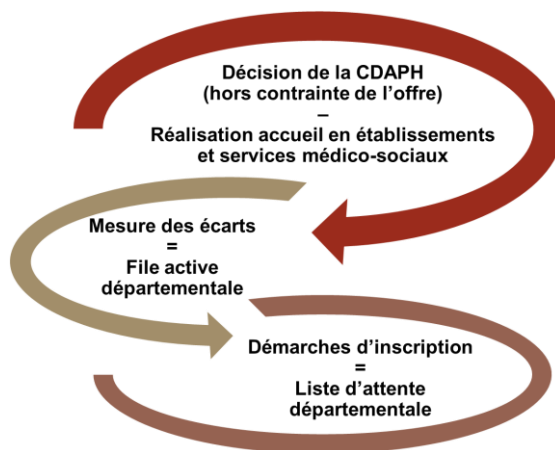 Décision de la CDAPH
(hors contrainte de l’offre)
–
Réalisation accueil en établissements
et services médico-sociaux
Mesure des écarts
=
File active
départementale
Démarches d’inscription
=
Liste d’attente
départementale